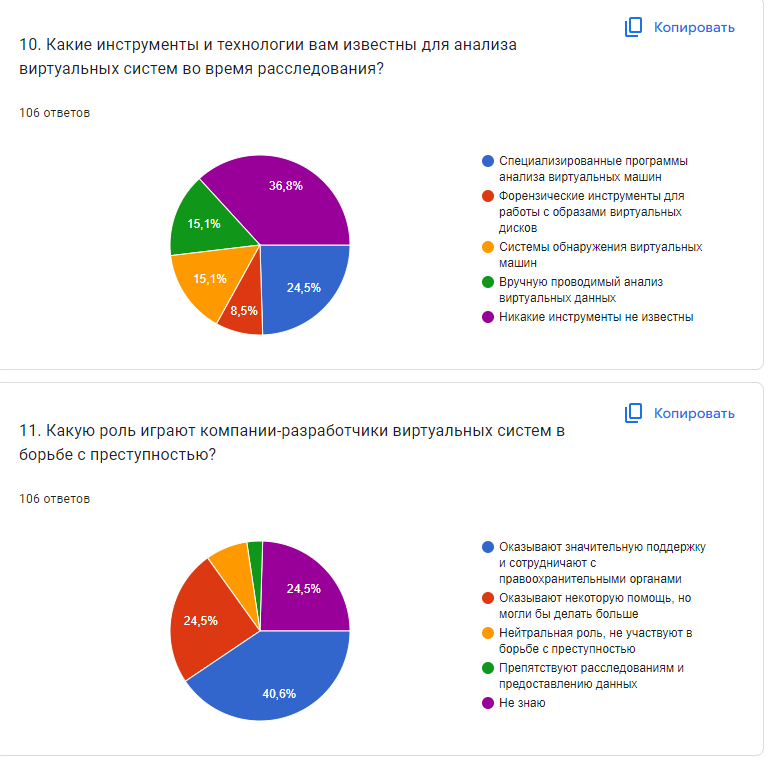 Копировать
10. Какие инструменты и технологии вам известны для анализа
виртуальных систем во время расследования?
106 ответов
36,8%
15,1%
15,1%
8,5%
24,5%
Специализированные программы
анализа виртуальных машин
Форензические инструменты для
работы с образами виртуальных
дисков
Системы обнаружения виртуальных
машин
Вручную проводимый анализ
виртуальных данных
Никакие инструменты не известны
Копировать
11. Какую роль играют компании-разработчики виртуальных систем в
борьбе с преступностью?
106 ответов
24,5%
24,5%
40,6%
Оказывают значительную поддержку
и сотрудничают с
правоохранительными органами
Оказывают некоторую помощь, но
могли бы делать больше
Нейтральная роль, не участвуют в
борьбе с преступностью
Препятствуют расследованиям и
предоставлению данных
Не знаю